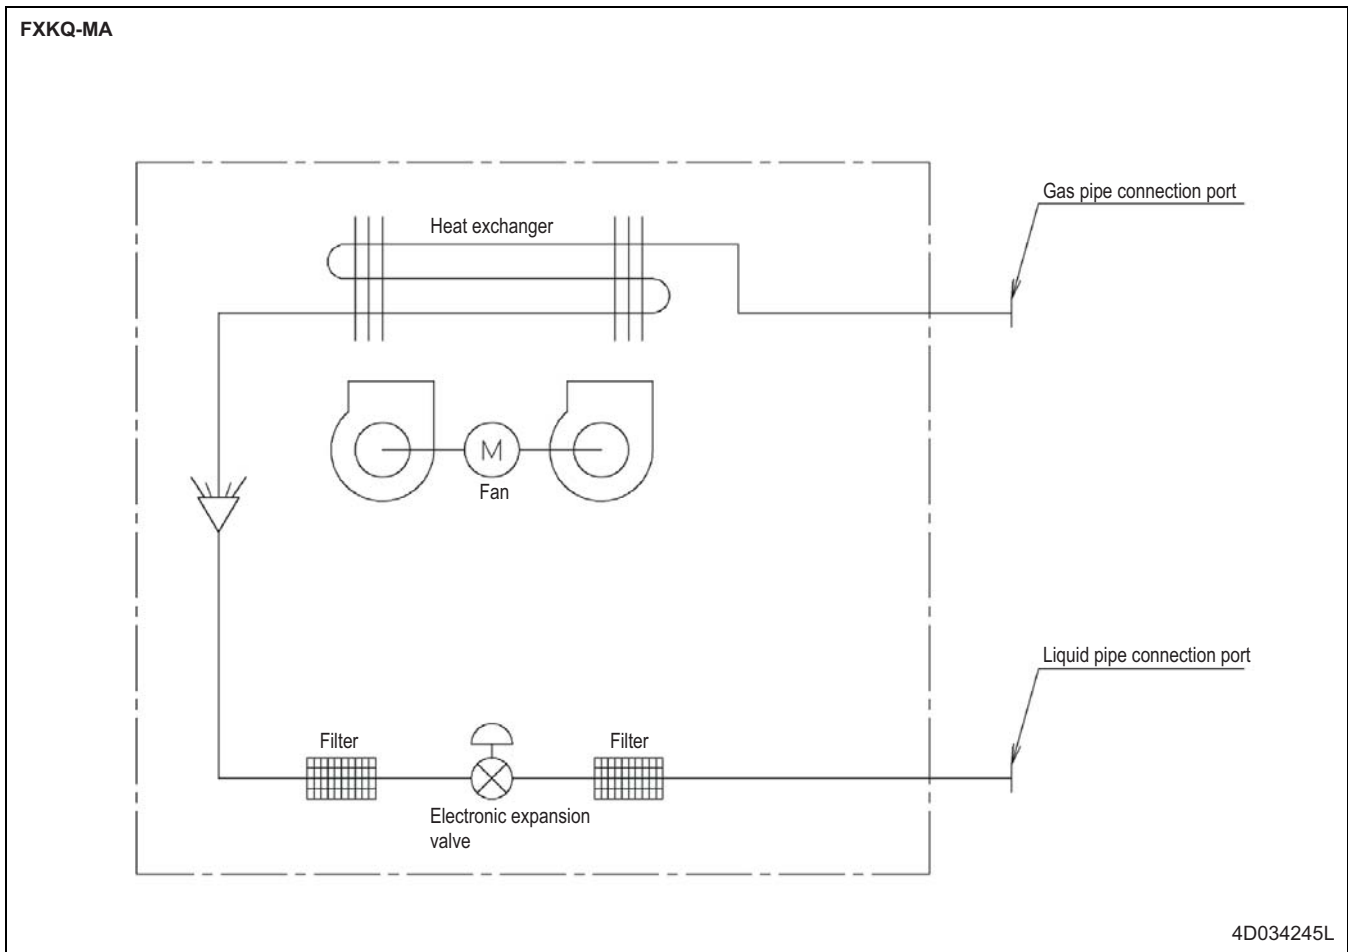 FXKQ-MA
Gas pipe connection port
Heat exchanger
M
Fan
Liquid pipe connection port
Filter
Filter
Electronic expansion
valve
4D034245L